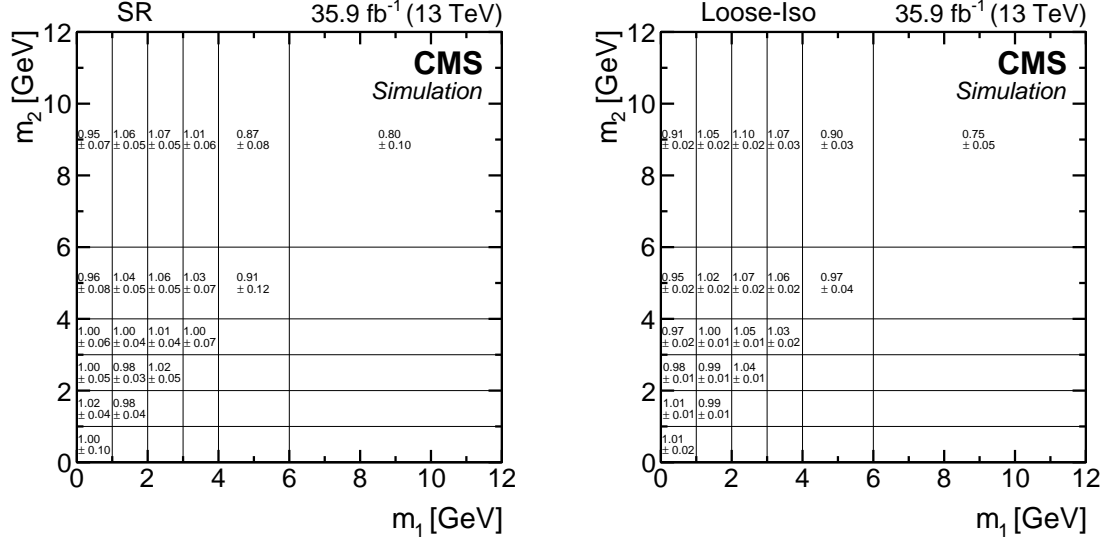 SR
35.9 fb-1 (13 TeV)
CMS
Simulation
m2 [GeV]
12
10
0.95 1.06 1.07 1.01 0.87 0.80
± 0.07 ± 0.05 ± 0.05 ± 0.06 ± 0.08 ± 0.10
8
6
0.96 1.04 1.06 1.03 0.91
± 0.08 ± 0.05 ± 0.05 ± 0.07 ± 0.12
4
1.00 1.00 1.01 1.00
± 0.06 ± 0.04 ± 0.04 ± 0.07
1.00 0.98 1.02
± 0.05 ± 0.03 ± 0.05
2
1.02 0.98
± 0.04 ± 0.04
1.00
± 0.10
0
0 2 4 6 8 10 12
m1 [GeV]
Loose-Iso
35.9 fb-1 (13 TeV)
CMS
Simulation
m2 [GeV]
12
10
0.91 1.05 1.10 1.07 0.90 0.75
± 0.02 ± 0.02 ± 0.02 ± 0.03 ± 0.03 ± 0.05
8
6
0.95 1.02 1.07 1.06 0.97
± 0.02 ± 0.02 ± 0.02 ± 0.02 ± 0.04
4
0.97 1.00 1.05 1.03
± 0.02 ± 0.01 ± 0.01 ± 0.02
0.98 0.99 1.04
± 0.01 ± 0.01 ± 0.01
2
1.01 0.99
± 0.01 ± 0.01
1.01
± 0.02
0
0 2 4 6 8 10 12
m1 [GeV]